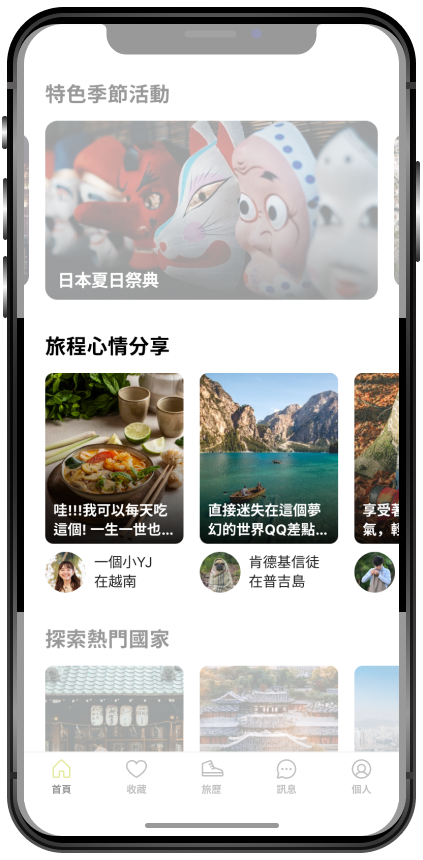 特色季節活動
日本夏日祭典
旅程心情分享
哇!!!我可以每天吃
這個! 一生一世也...
直接迷失在這個夢
幻的世界QQ差點...
享受著
氣，輕
一個小YJ
在越南
肯德基信徒
在普吉島
探索熱門國家
首頁
收藏
旅歷
訊息
個人